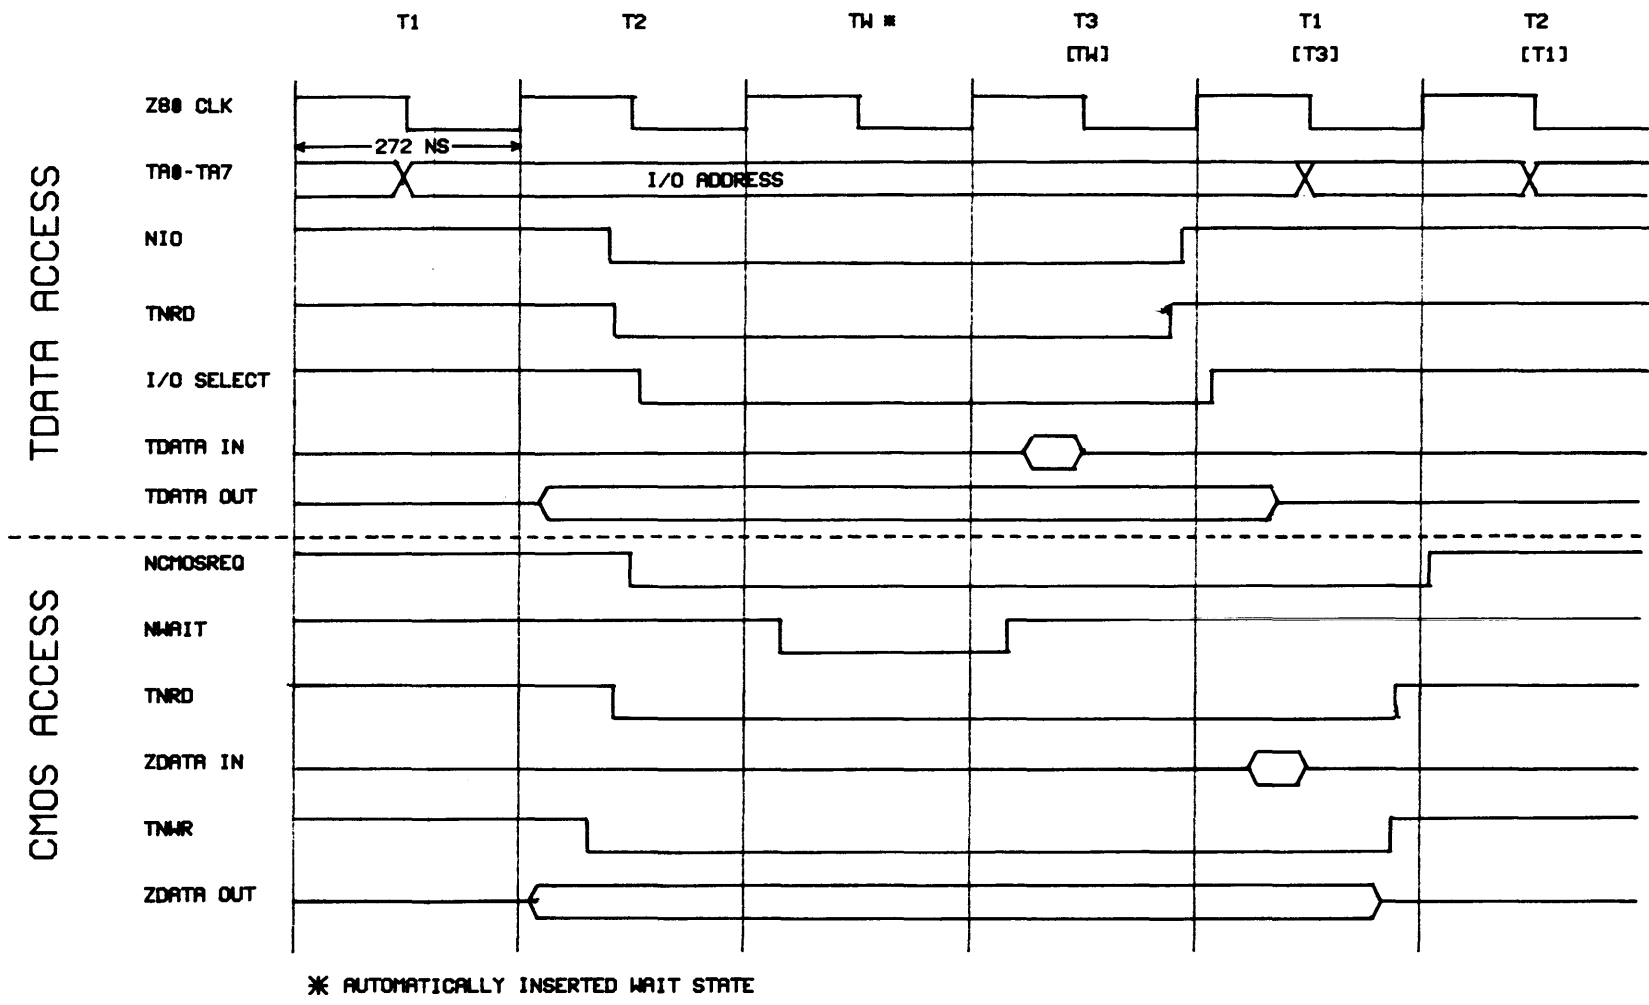 T1 T2 TW * T3 T1 T2
[TW] [T3] [T1]
Z80 CLK
272 NS
TA0-TA7
I/O ADDRESS
NIO
TNRD
I/O SELECT
TDATA IN
TDATA OUT
TDATA ACCESS
NCMOSREQ
NWAIT
TNRD
ZDATA IN
TNWR
ZDATA OUT
CMOS ACCESS
* AUTOMATICALLY INSERTED WAIT STATE